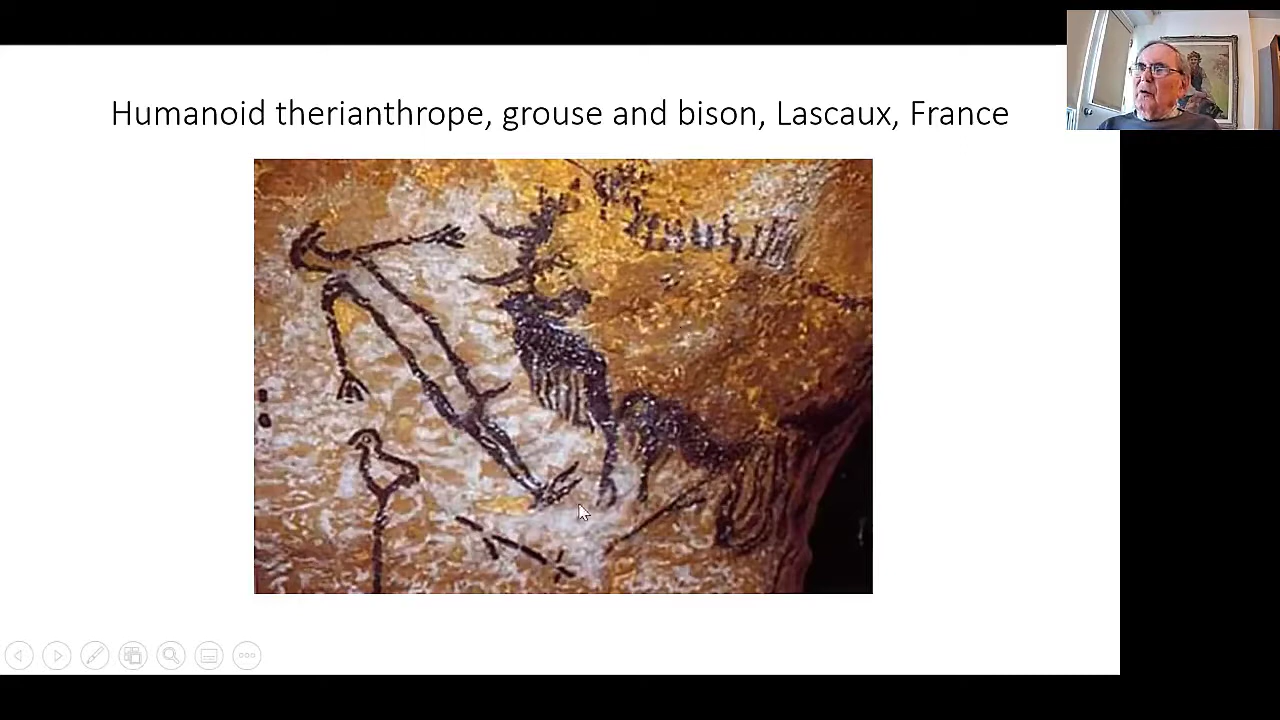 Humanoid therianthrope, grouse and bison, Lascaux, France